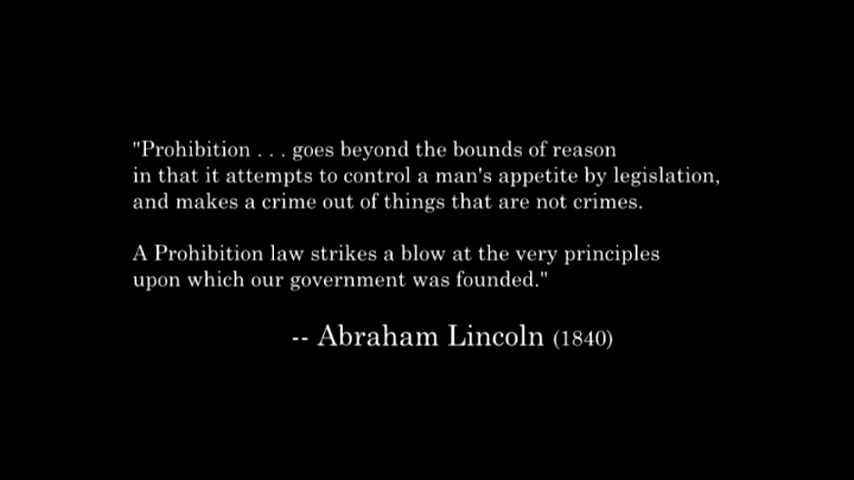 "Prohibition . . . goes beyond the bounds of reason
in that it attempts to control a man's appetite by legislation,
and makes a crime out of things that are not crimes.
A Prohibition law strikes a blow at the very principles
upon which our government was founded."
-- Abraham Lincoln (1840)